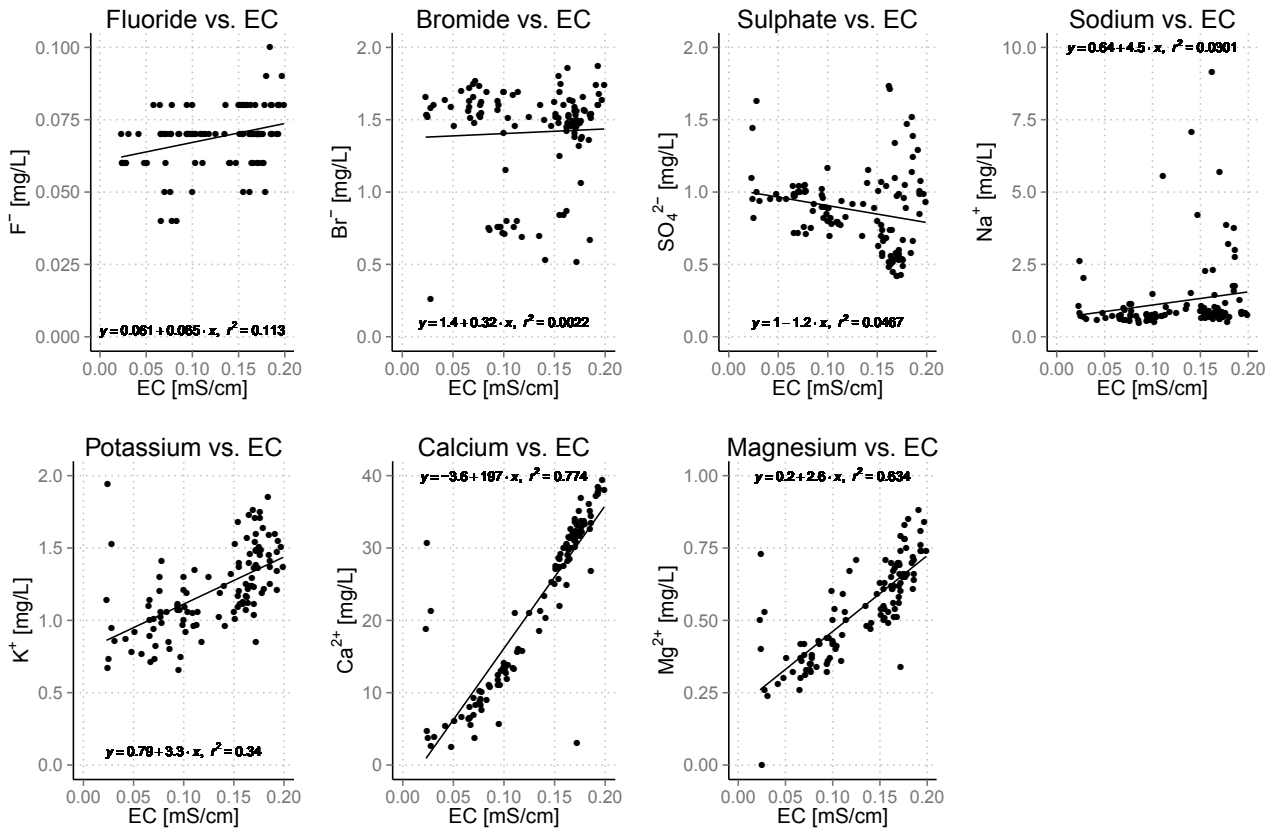 Fluoride vs. EC
F⁻ [mg/L]
0.100
0.075
0.050
0.025
0.000
y = 0.061 + 0.065 · x, r² = 0.113
0.00 0.05 0.10 0.15 0.20
EC [mS/cm]
Bromide vs. EC
Br⁻ [mg/L]
2.0
1.5
1.0
0.5
0.0
y = 1.4 + 0.32 · x, r² = 0.0022
0.00 0.05 0.10 0.15 0.20
EC [mS/cm]
Sulphate vs. EC
SO₄²⁻ [mg/L]
2.0
1.5
1.0
0.5
0.0
y = 1 − 1.2 · x, r² = 0.0467
0.00 0.05 0.10 0.15 0.20
EC [mS/cm]
Sodium vs. EC
Na⁺ [mg/L]
10.0
7.5
5.0
2.5
0.0
y = 0.64 + 4.5 · x, r² = 0.0301
0.00 0.05 0.10 0.15 0.20
EC [mS/cm]
Potassium vs. EC
K⁺ [mg/L]
2.0
1.5
1.0
0.5
0.0
y = 0.79 + 3.3 · x, r² = 0.34
0.00 0.05 0.10 0.15 0.20
EC [mS/cm]
Calcium vs. EC
Ca²⁺ [mg/L]
40
30
20
10
0
y = −3.6 + 197 · x, r² = 0.774
0.00 0.05 0.10 0.15 0.20
EC [mS/cm]
Magnesium vs. EC
Mg²⁺ [mg/L]
1.00
0.75
0.50
0.25
0.00
y = 0.2 + 2.6 · x, r² = 0.634
0.00 0.05 0.10 0.15 0.20
EC [mS/cm]